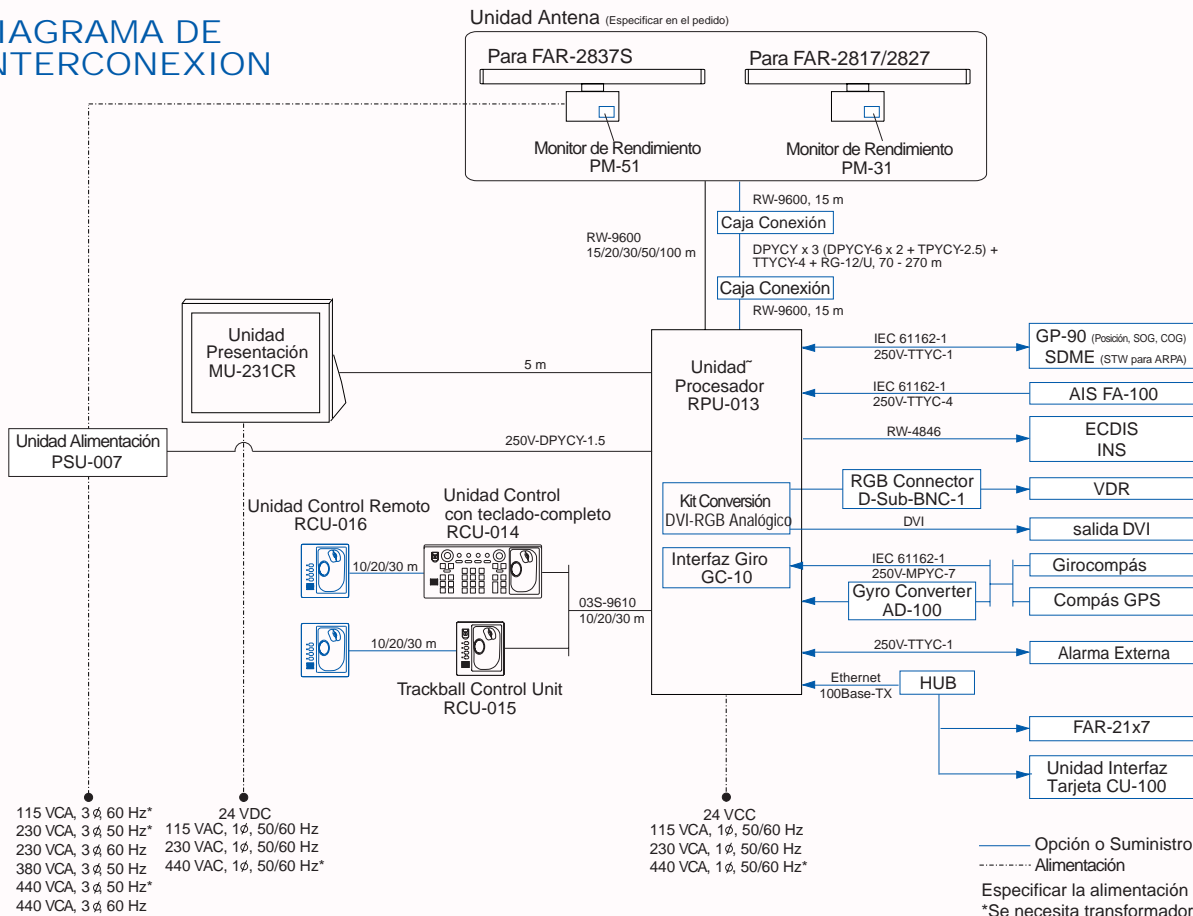 IAGRAMA DE
NTERCONEXION
Unidad Antena (Especificar en el pedido)
Para FAR-2837S
Para FAR-2817/2827
Monitor de Rendimiento
PM-51
Monitor de Rendimiento
PM-31
RW-9600, 15 m
Caja Conexión
RW-9600
15/20/30/50/100 m
DPYCY x 3 (DPYCY-6 x 2 + TPYCY-2.5) +
TTYCY-4 + RG-12/U, 70 - 270 m
Caja Conexión
RW-9600, 15 m
Unidad
Presentación
MU-231CR
5 m
Unidad˜
Procesador
RPU-013
IEC 61162-1
250V-TTYC-1
GP-90 (Posición, SOG, COG)
SDME (STW para ARPA)
IEC 61162-1
250V-TTYC-4
AIS FA-100
Unidad Alimentación
PSU-007
250V-DPYCY-1.5
RW-4846
ECDIS
INS
Kit Conversión
DVI-RGB Analógico
RGB Connector
D-Sub-BNC-1
VDR
DVI
salida DVI
Unidad Control Remoto
RCU-016
Unidad Control
con teclado-completo
RCU-014
10/20/30 m
Interfaz Giro
GC-10
IEC 61162-1
250V-MPYC-7
Girocompás
Gyro Converter
AD-100
Compás GPS
03S-9610
10/20/30 m
10/20/30 m
Trackball Control Unit
RCU-015
250V-TTYC-1
Alarma Externa
Ethernet
100Base-TX
HUB
FAR-21x7
Unidad Interfaz
Tarjeta CU-100
115 VCA, 3ø, 60 Hz*
230 VCA, 3ø, 50 Hz*
230 VCA, 3ø, 60 Hz
380 VCA, 3ø, 50 Hz
440 VCA, 3ø, 50 Hz*
440 VCA, 3ø, 60 Hz
24 VDC
115 VAC, 1ø, 50/60 Hz
230 VAC, 1ø, 50/60 Hz
440 VAC, 1ø, 50/60 Hz*
24 VCC
115 VCA, 1ø, 50/60 Hz
230 VCA, 1ø, 50/60 Hz
440 VCA, 1ø, 50/60 Hz*
Opción o Suministro
Alimentación
Especificar la alimentación
*Se necesita transformador